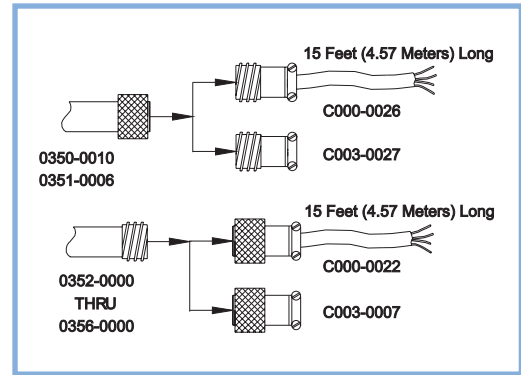 15 Feet (4.57 Meters) Long
C000-0026
0350-0010
0351-0006
C003-0027
15 Feet (4.57 Meters) Long
C000-0022
0352-0000
THRU
0356-0000
C003-0007